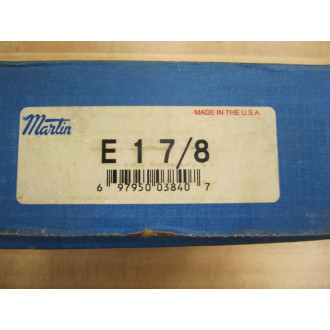 Martin
MADE IN THE U.S.A.
E 1 7/8
6 97950 03840 7